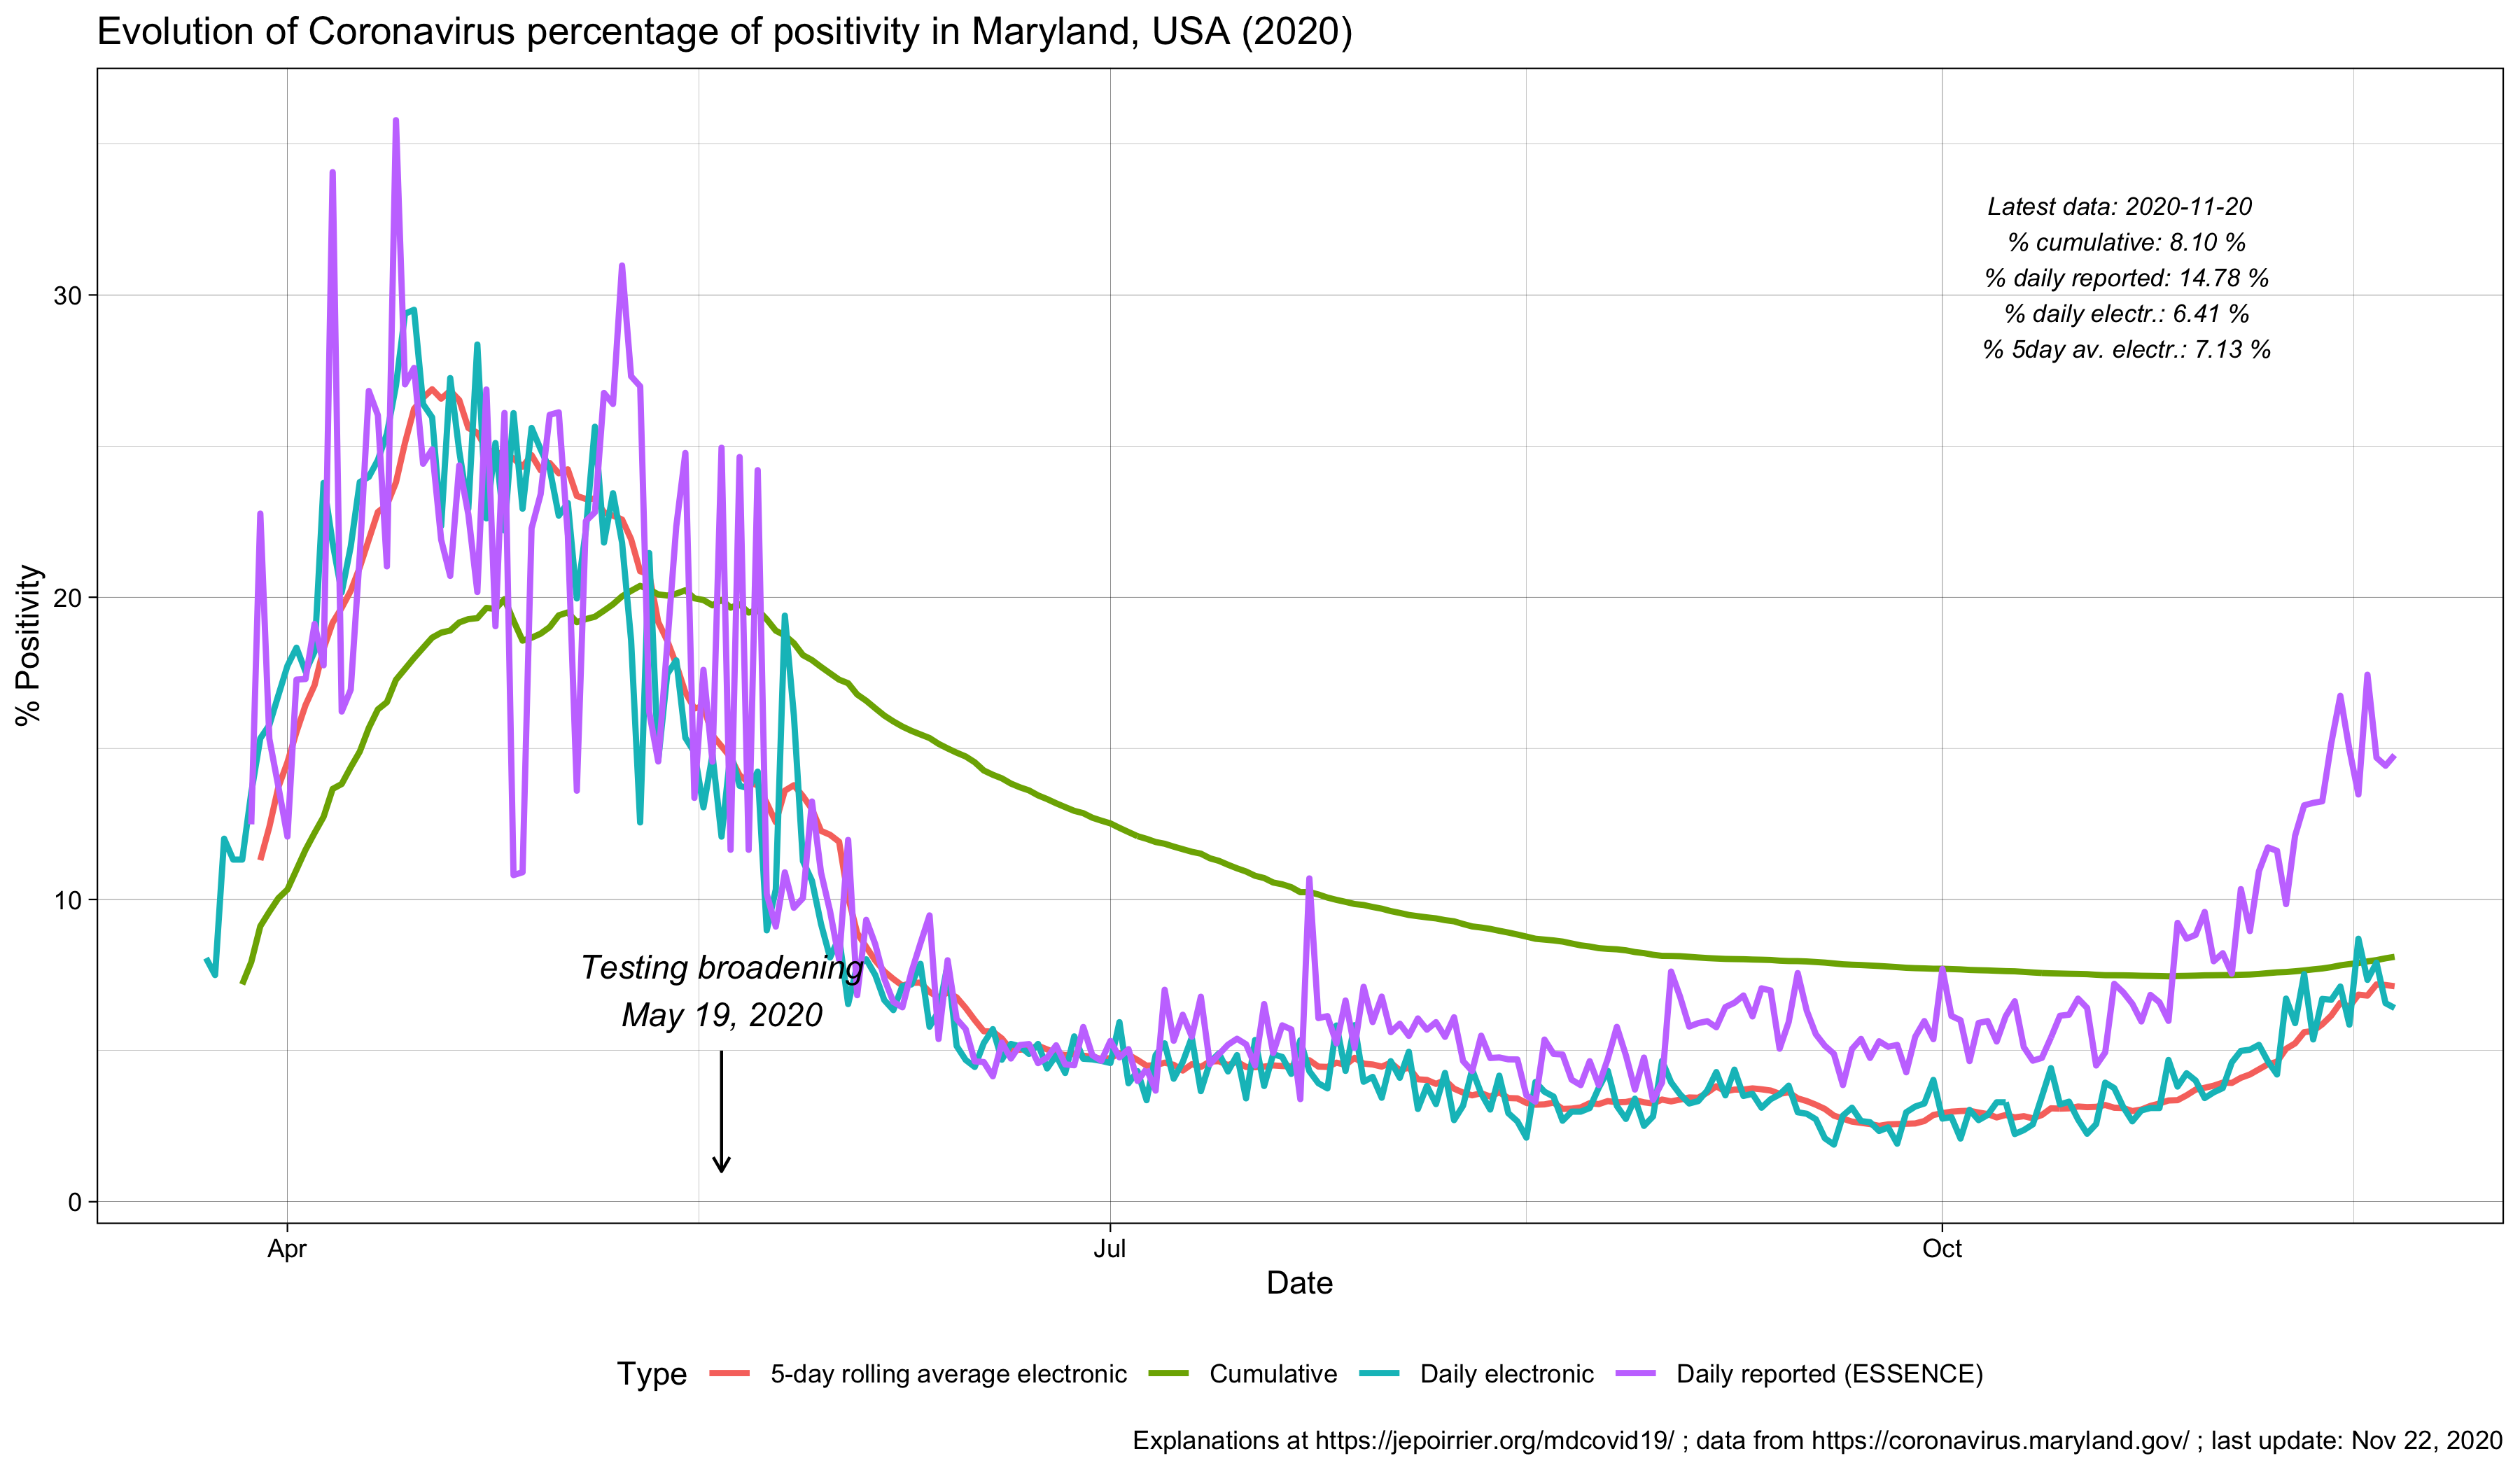 Evolution of Coronavirus percentage of positivity in Maryland, USA (2020)
Latest data: 2020-11-20
% cumulative: 8.10 %
% daily reported: 14.78 %
% daily electr.: 6.41 %
% 5day av. electr.: 7.13 %
30
20
10
0
% Positivity
Testing broadening
May 19, 2020
Apr
Jul
Oct
Date
Type
5-day rolling average electronic
Cumulative
Daily electronic
Daily reported (ESSENCE)
Explanations at https://jepoirrier.org/mdcovid19/ ; data from https://coronavirus.maryland.gov/ ; last update: Nov 22, 2020